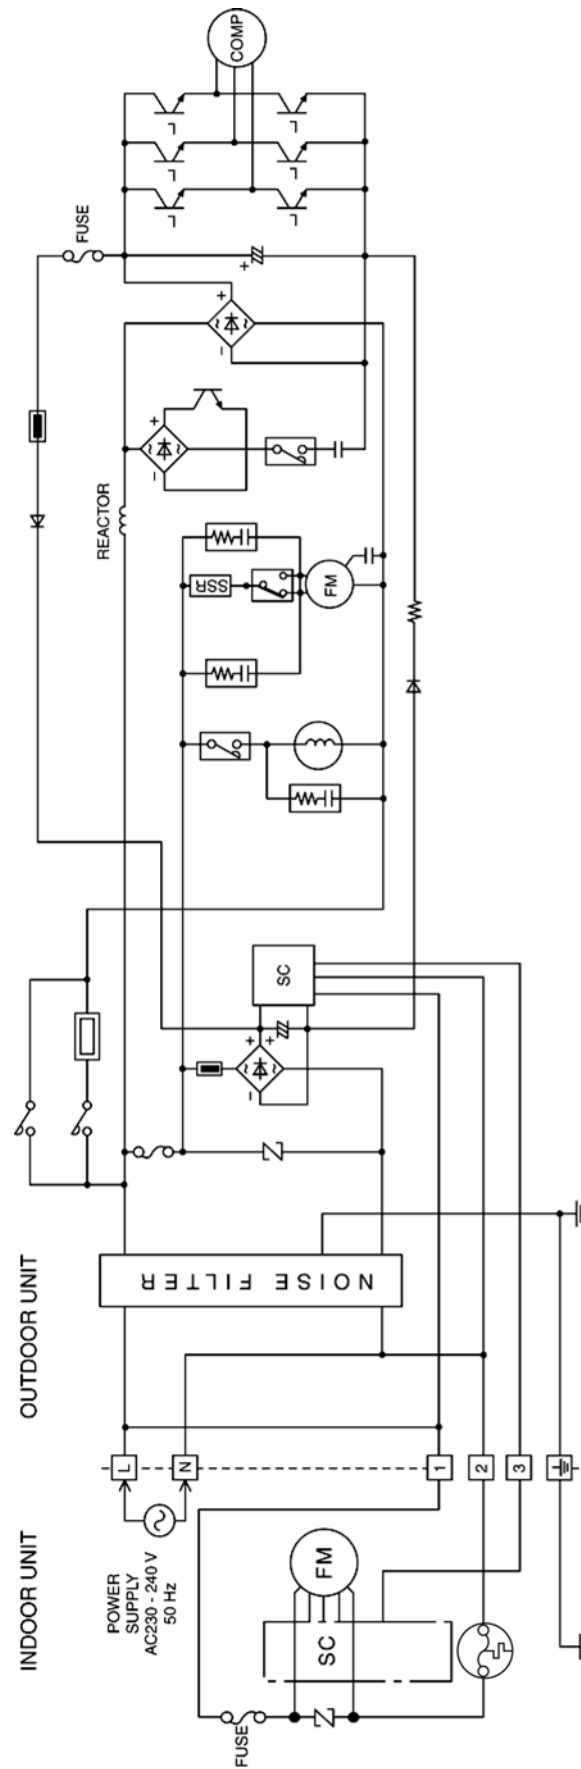 INDOOR UNIT
OUTDOOR UNIT
POWER
SUPPLY
AC230 - 240 V
50 Hz
L
N
1
2
3
FUSE
SC
FM
NOISE FILTER
SC
SSR
FM
REACTOR
FUSE
COMP
+
-
~
~
+
+
-
~
~
+
-
~
~
+